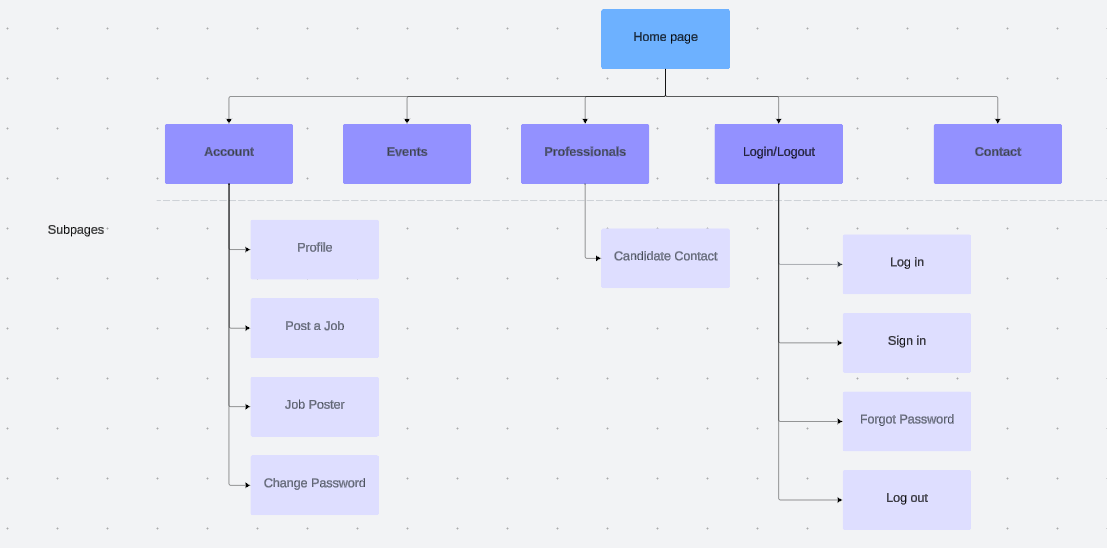 Home page
Account
Events
Professionals
Login/Logout
Contact
Subpages
Profile
Post a Job
Job Poster
Change Password
Candidate Contact
Log in
Sign in
Forgot Password
Log out